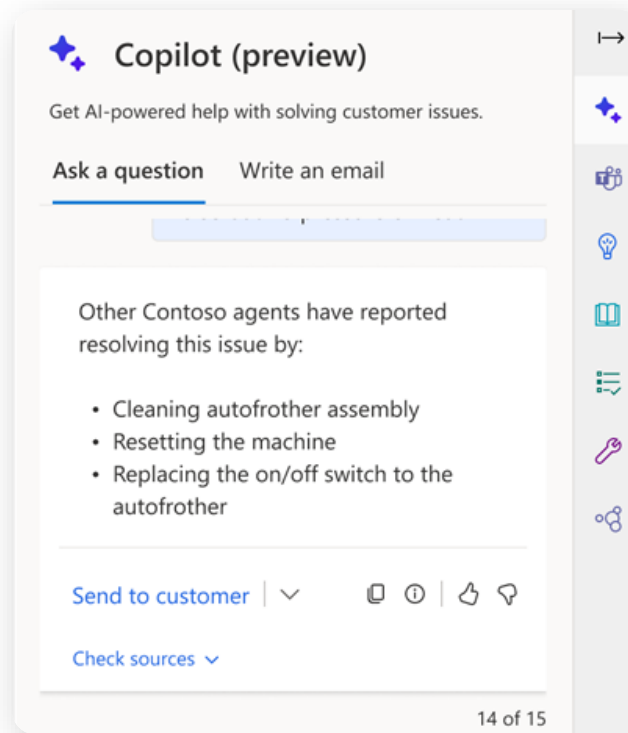 Copilot (preview)
Get AI-powered help with solving customer issues.
Ask a question Write an email
Other Contoso agents have reported
resolving this issue by:
• Cleaning autofrother assembly
• Resetting the machine
• Replacing the on/off switch to the
autofrother
Send to customer
Check sources
14 of 15